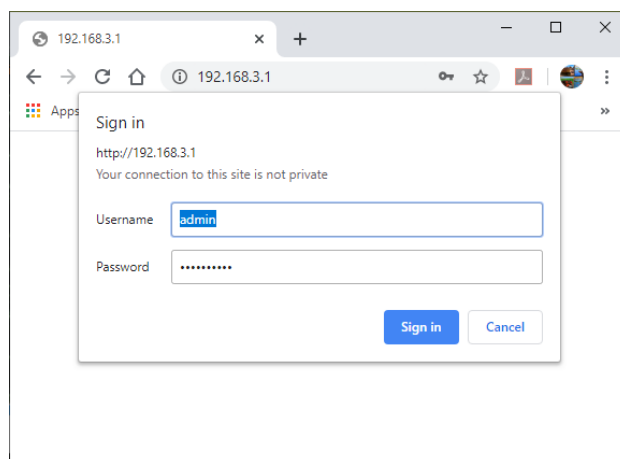 192.168.3.1
192.168.3.1
Apps
Sign in
http://192.168.3.1
Your connection to this site is not private
Username admin
Password ••••••••••
Sign in Cancel